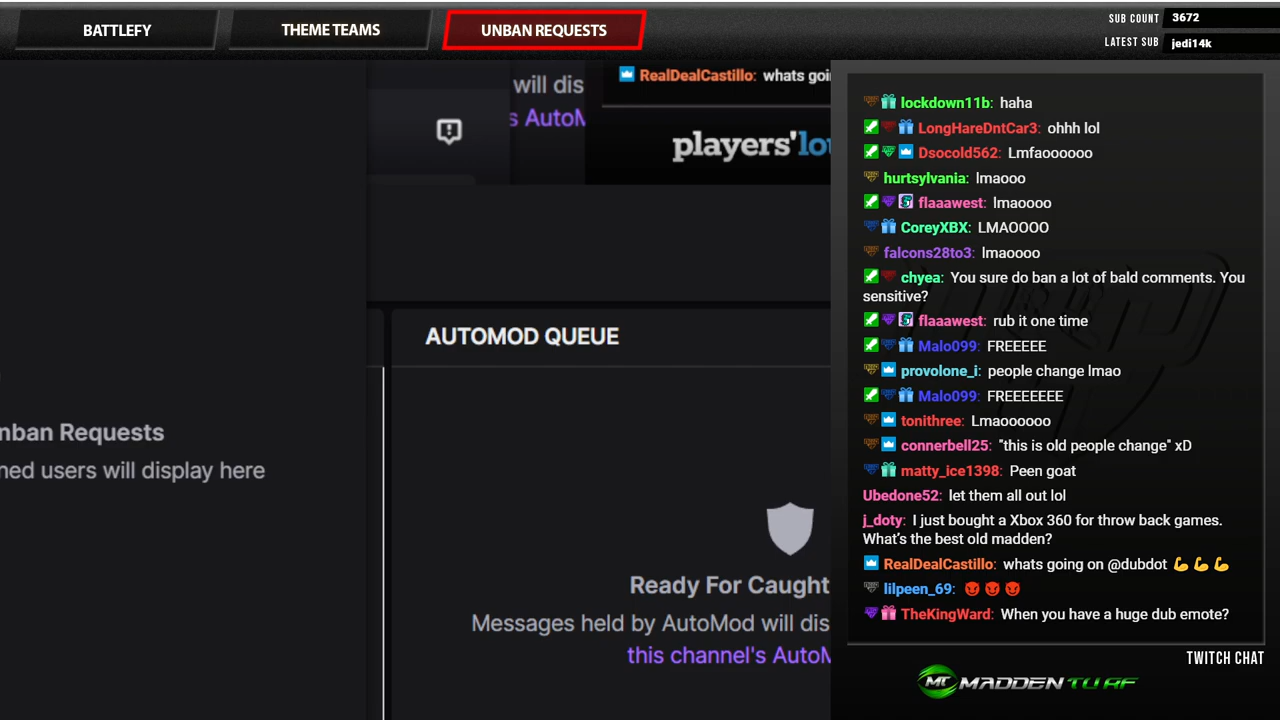 BATTLEFY
THEME TEAMS
UNBAN REQUESTS
SUB COUNT 3672
LATEST SUB jedi14k
will dis
s AutoM
RealDealCastillo: whats goi
players'lou
nban Requests
ned users will display here
AUTOMOD QUEUE
Ready For Caught
Messages held by AutoMod will dis
this channel's AutoM
lockdown11b: haha
LongHareDntCar3: ohhh lol
Dsocold562: Lmfaoooooo
hurtsylvania: lmaooo
flaaawest: lmaoooo
CoreyXBX: LMAOOOO
falcons28to3: lmaoooo
chyea: You sure do ban a lot of bald comments. You
sensitive?
flaaawest: rub it one time
Malo099: FREEEEE
provolone_i: people change lmao
Malo099: FREEEEEEE
tonithree: Lmaoooooo
connerbell25: "this is old people change" xD
matty_ice1398: Peen goat
Ubedone52: let them all out lol
j_doty: I just bought a Xbox 360 for throw back games.
What's the best old madden?
RealDealCastillo: whats going on @dubdot 💪 💪 💪
lilpeen_69: 😈 😈 😈
TheKingWard: When you have a huge dub emote?
TWITCH CHAT
MT MADDEN TURF